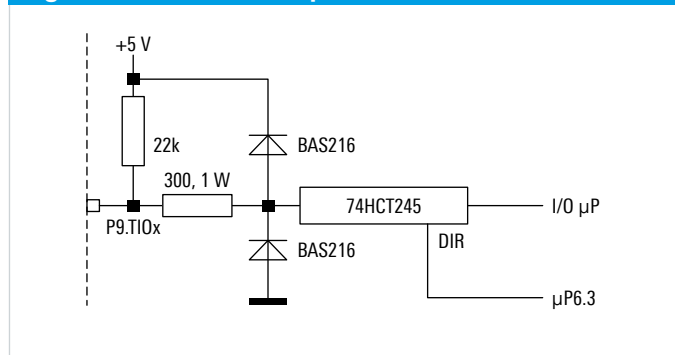 +5 V
22k
BAS216
300, 1 W
74HCT245
I/O µP
P9.TIOx
DIR
BAS216
µP6.3